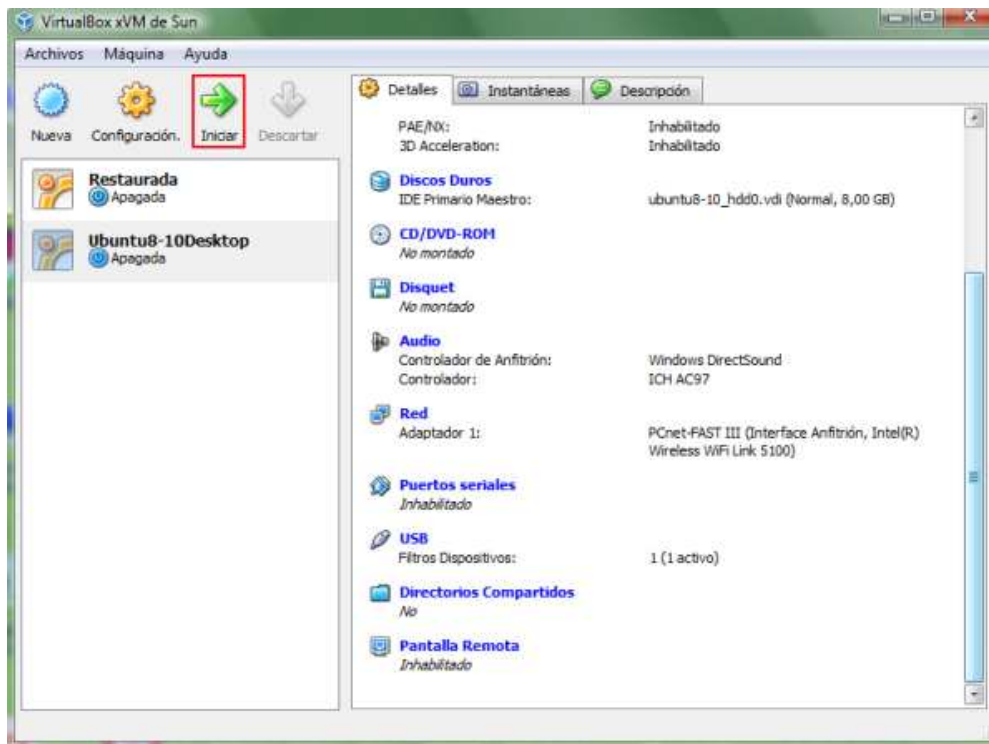 VirtualBox xVM de Sun
Archivos Máquina Ayuda
Nueva Configuración. Iniciar Descartar
Restaurada
Apagada
Ubuntu8-10Desktop
Apagada
Detalles Instantáneas Descripción
PAE/NX: Inhabilitado
3D Acceleration: Inhabilitado
Discos Duros
IDE Primario Maestro: ubuntu8-10_hdd0.vdi (Normal, 8,00 GB)
CD/DVD-ROM
No montado
Disquet
No montado
Audio
Controlador de Anfitrión: Windows DirectSound
Controlador: ICH AC97
Red
Adaptador 1: PCnet-FAST III (Interface Anfitrión, Intel(R)
Wireless WiFi Link 5100)
Puertos seriales
Inhabilitado
USB
Filtros Dispositivos: 1 (1 activo)
Directorios Compartidos
No
Pantalla Remota
Inhabilitado